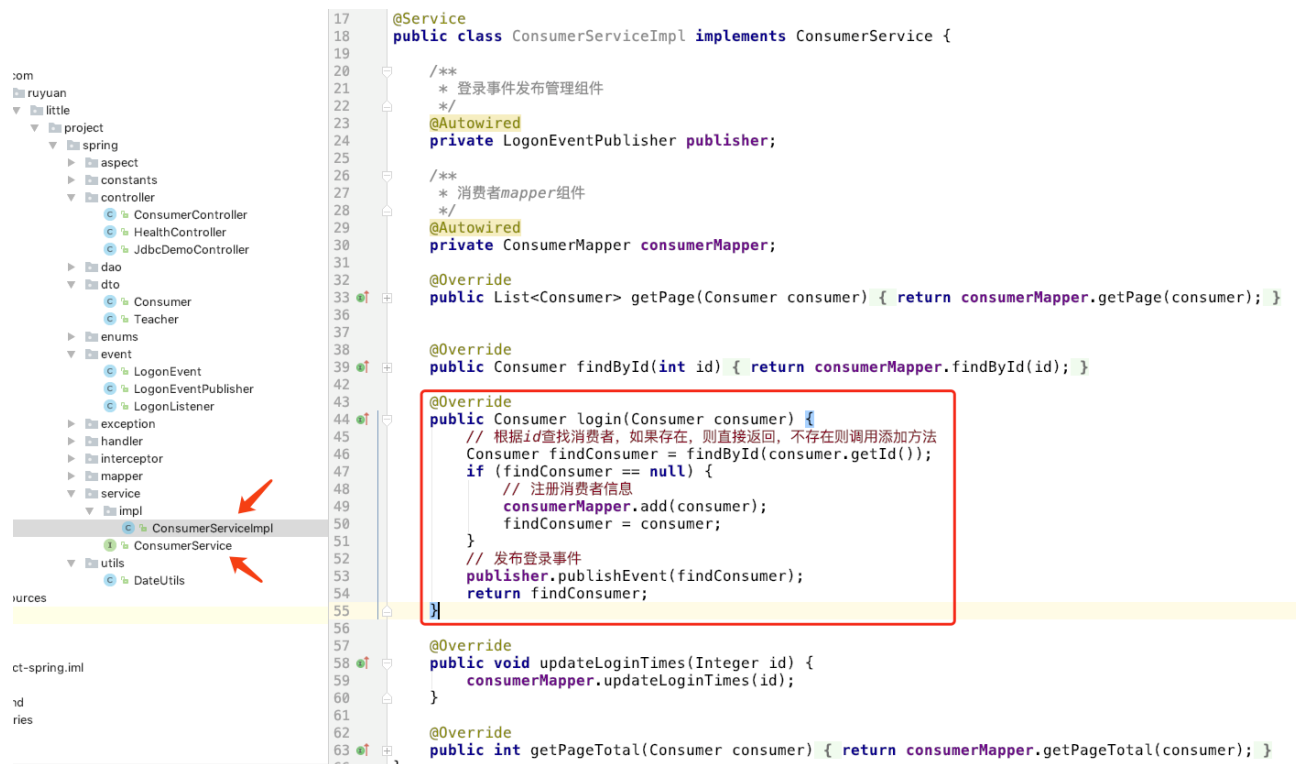 com
ruyuan
little
project
spring
aspect
constants
controller
ConsumerController
HealthController
JdbcDemoController
dao
dto
Consumer
Teacher
enums
event
LogonEvent
LogonEventPublisher
LogonListener
exception
handler
interceptor
mapper
service
impl
ConsumerServiceImpl
ConsumerService
utils
DateUtils
ources
ct-spring.iml
nd
ries
17 @Service
18 public class ConsumerServiceImpl implements ConsumerService {
19
20 /**
21 * 登录事件发布管理组件
22 */
23 @Autowired
24 private LogonEventPublisher publisher;
25
26 /**
27 * 消费者mapper组件
28 */
29 @Autowired
30 private ConsumerMapper consumerMapper;
31
32 @Override
33 public List<Consumer> getPage(Consumer consumer) { return consumerMapper.getPage(consumer); }
36
37
38 @Override
39 public Consumer findById(int id) { return consumerMapper.findById(id); }
42
43 @Override
44 public Consumer login(Consumer consumer) {
45 // 根据id查找消费者，如果存在，则直接返回，不存在则调用添加方法
46 Consumer findConsumer = findById(consumer.getId());
47 if (findConsumer == null) {
48 // 注册消费者信息
49 consumerMapper.add(consumer);
50 findConsumer = consumer;
51 }
52 // 发布登录事件
53 publisher.publishEvent(findConsumer);
54 return findConsumer;
55 }
56
57 @Override
58 public void updateLoginTimes(Integer id) {
59 consumerMapper.updateLoginTimes(id);
60 }
61
62 @Override
63 public int getPageTotal(Consumer consumer) { return consumerMapper.getPageTotal(consumer); }